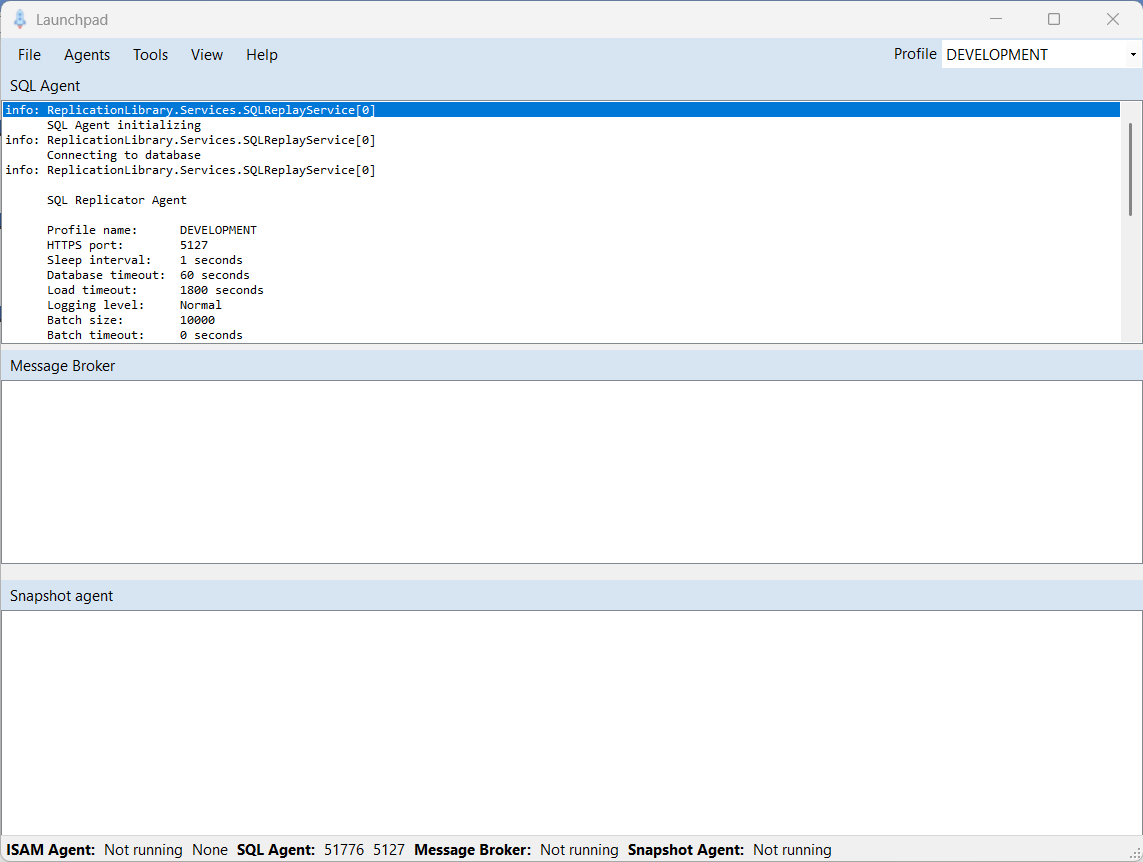 Launchpad
File Agents Tools View Help Profile DEVELOPMENT
SQL Agent
info: ReplicationLibrary.Services.SQLReplayService[0]
SQL Agent initializing
info: ReplicationLibrary.Services.SQLReplayService[0]
Connecting to database
info: ReplicationLibrary.Services.SQLReplayService[0]
SQL Replicator Agent
Profile name: DEVELOPMENT
HTTPS port: 5127
Sleep interval: 1 seconds
Database timeout: 60 seconds
Load timeout: 1800 seconds
Logging level: Normal
Batch size: 10000
Batch timeout: 0 seconds
Message Broker
Snapshot agent
ISAM Agent: Not running None SQL Agent: 51776 5127 Message Broker: Not running Snapshot Agent: Not running